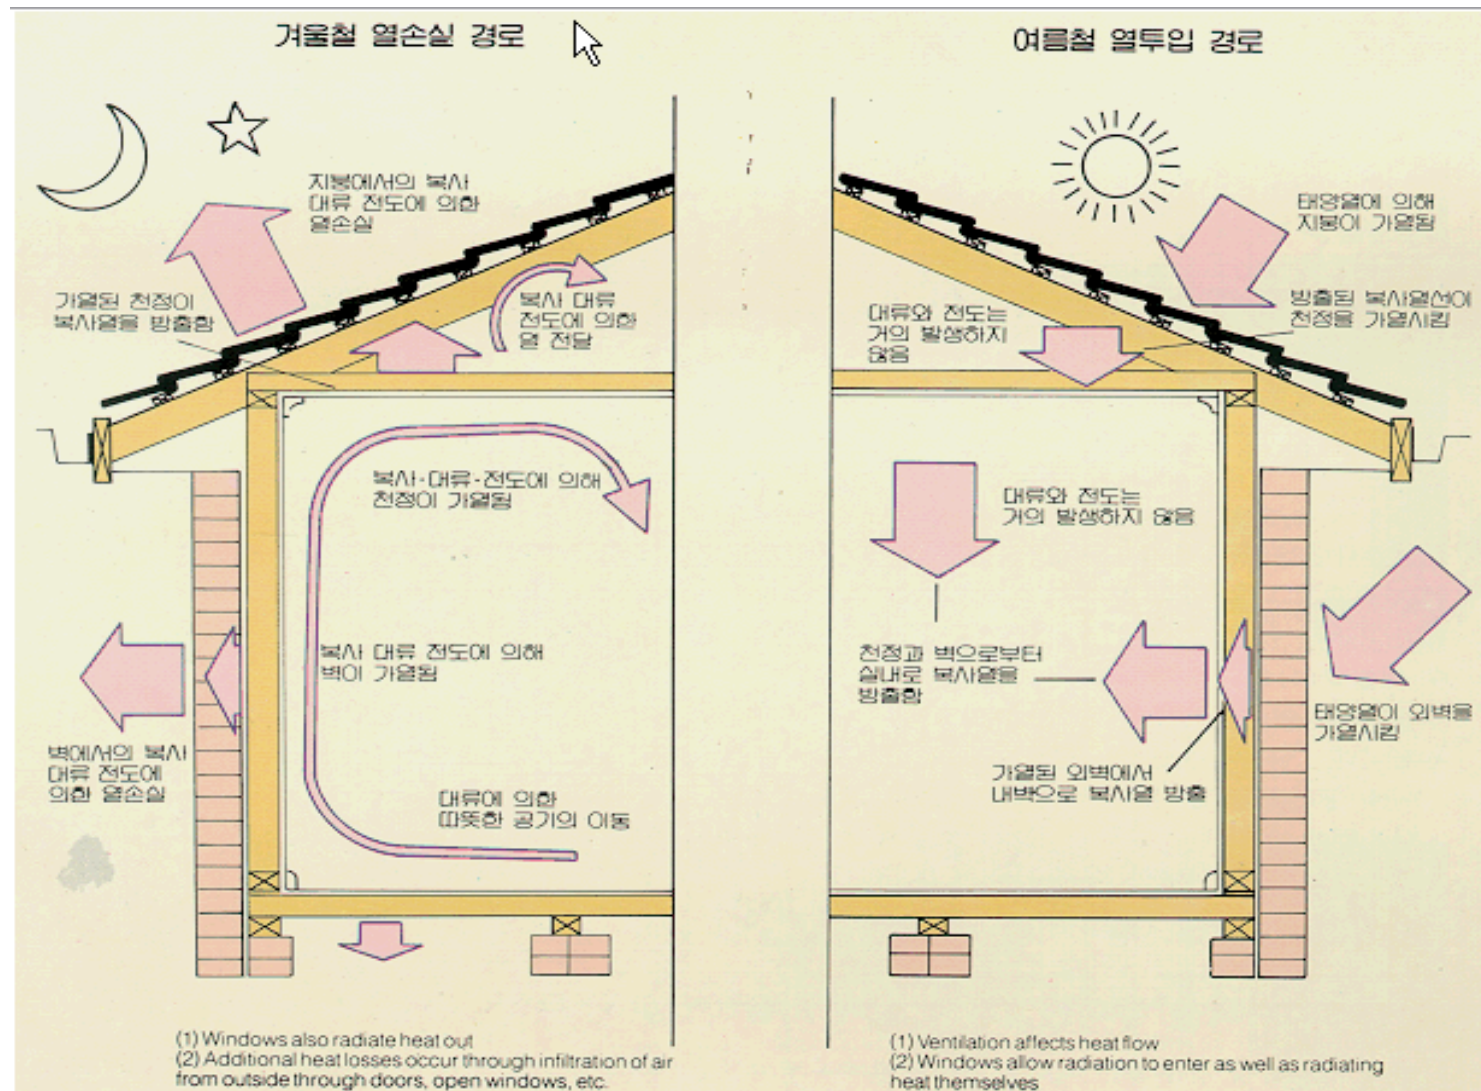 겨울철 열손실 경로
지붕에서의 복사
대류 전도에 의한
열손실
가열된 천정이
복사열을 방출함
복사 대류
전도에 의한
열 전달
복사·대류·전도에 의해
천정이 가열됨
복사 대류 전도에 의해
벽이 가열됨
벽에서의 복사
대류 전도에
의한 열손실
대류에 의한
따뜻한 공기의 이동
(1) Windows also radiate heat out
(2) Additional heat losses occur through infiltration of air
from outside through doors, open windows, etc.
여름철 열투입 경로
태양열에 의해
지붕이 가열됨
방출된 복사열선이
천정을 가열시킴
대류와 전도는
거의 발생하지
않음
대류와 전도는
거의 발생하지 않음
천정과 벽으로부터
실내로 복사열을
방출함
태양열이 외벽을
가열시킴
가열된 외벽에서
내벽으로 복사열 방출
(1) Ventilation affects heat flow
(2) Windows allow radiation to enter as well as radiating
heat themselves